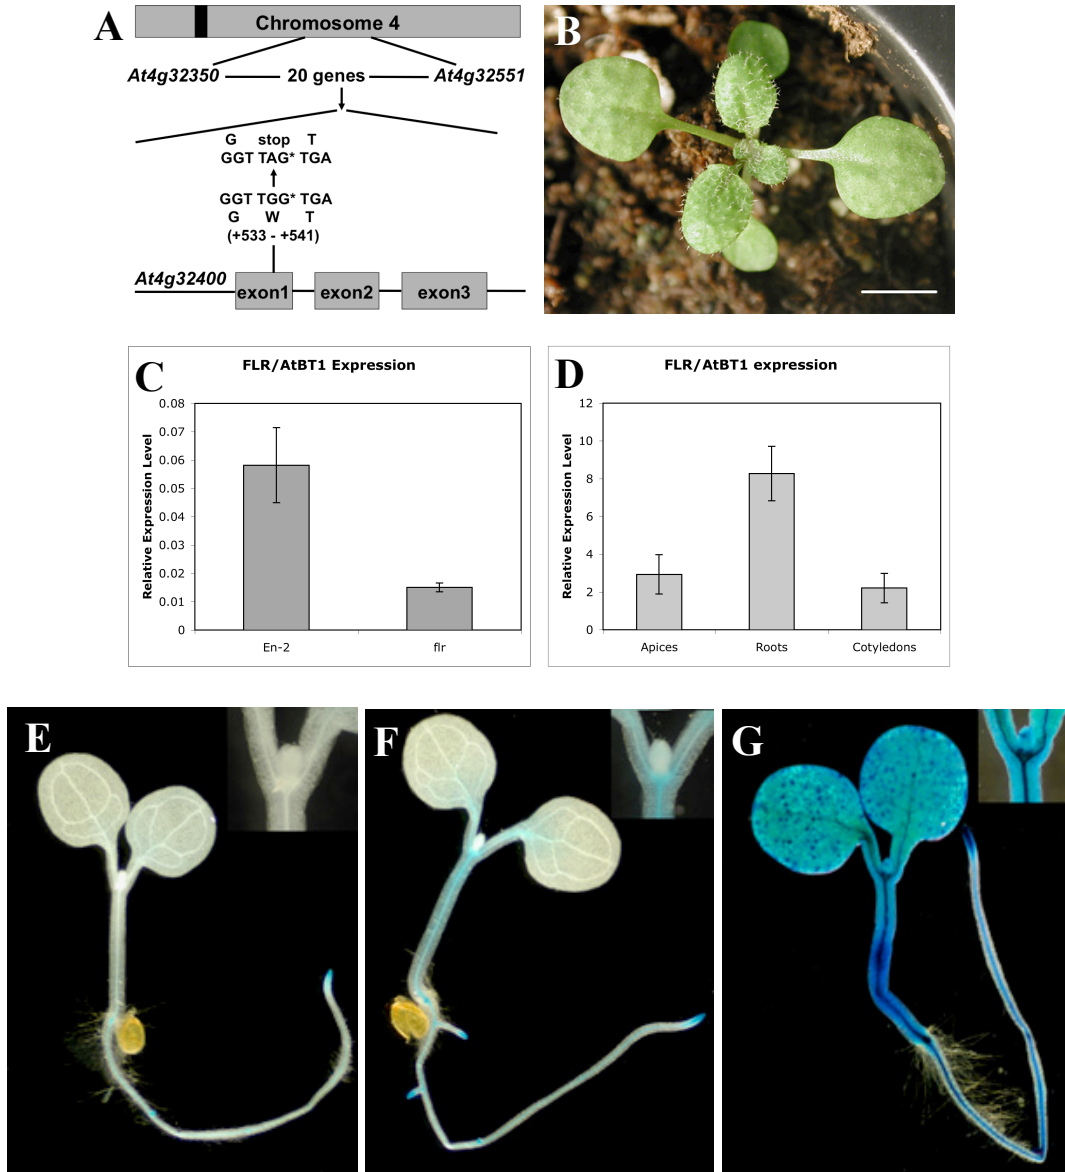 A
Chromosome 4
At4g32350 20 genes At4g32551
G stop T
GGT TAG* TGA
GGT TGG* TGA
G W T
(+533 - +541)
At4g32400
exon1 exon2 exon3
B
C
FLR/AtBT1 Expression
Relative Expression Level
0.08
0.07
0.06
0.05
0.04
0.03
0.02
0.01
0
En-2 flr
D
FLR/AtBT1 expression
Relative Expression Level
12
10
8
6
4
2
0
Apices Roots Cotyledons
E
F
G